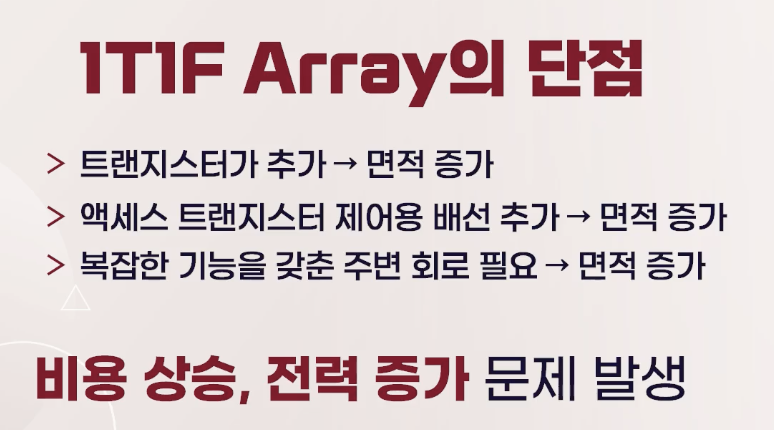 1T1F Array의 단점
> 트랜지스터가 추가 → 면적 증가
> 액세스 트랜지스터 제어용 배선 추가 → 면적 증가
> 복잡한 기능을 갖춘 주변 회로 필요 → 면적 증가
비용 상승, 전력 증가 문제 발생